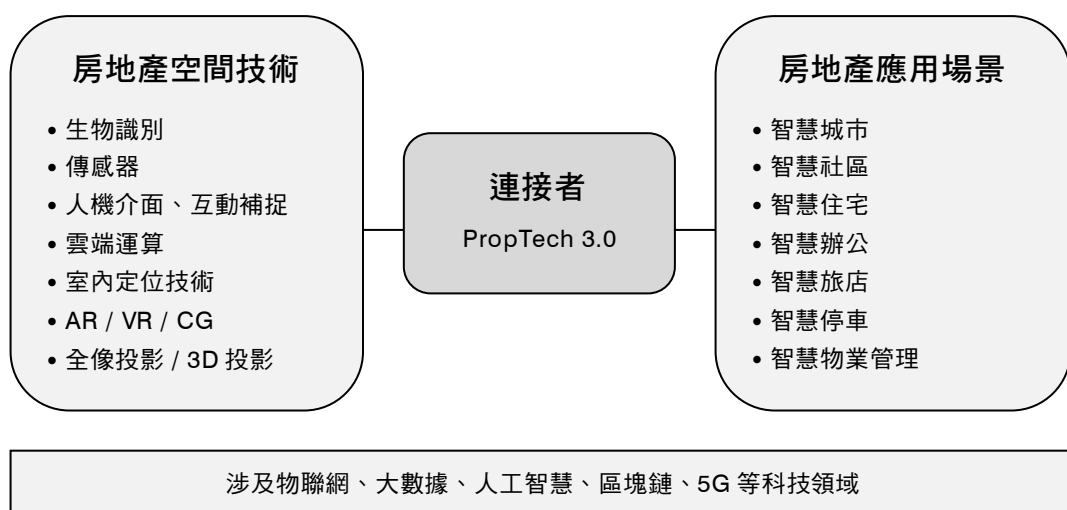 房地產空間技術
• 生物識別
• 傳感器
• 人機介面、互動補捉
• 雲端運算
• 室內定位技術
• AR / VR / CG
• 全像投影 / 3D 投影
連接者
PropTech 3.0
房地產應用場景
• 智慧城市
• 智慧社區
• 智慧住宅
• 智慧辦公
• 智慧旅店
• 智慧停車
• 智慧物業管理
涉及物聯網、大數據、人工智慧、區塊鏈、5G 等科技領域